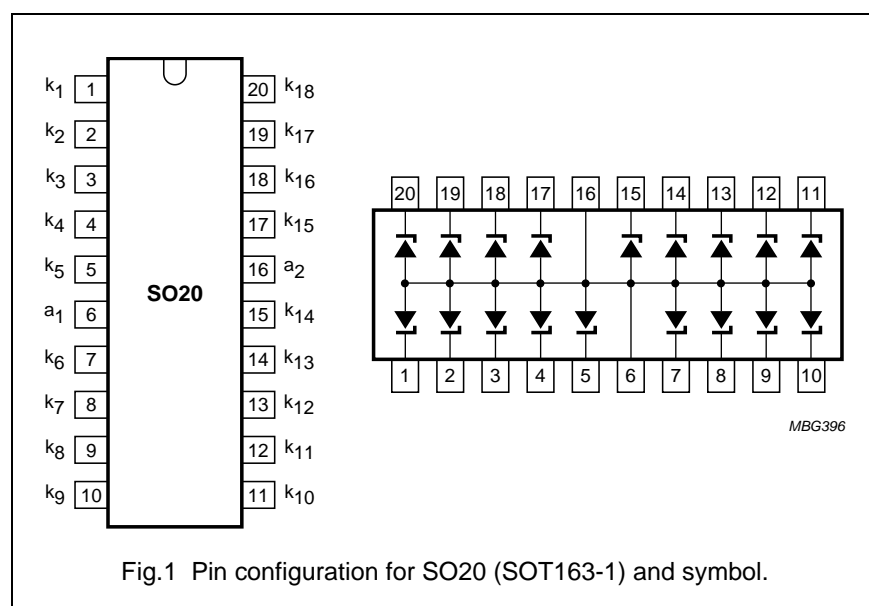 k1 1 20 k18
k2 2 19 k17
k3 3 18 k16
k4 4 17 k15
k5 5 16 a2
SO20
a1 6 15 k14
k6 7 14 k13
k7 8 13 k12
k8 9 12 k11
k9 10 11 k10
20 19 18 17 16 15 14 13 12 11
1 2 3 4 5 6 7 8 9 10
MBG396
Fig.1 Pin configuration for SO20 (SOT163-1) and symbol.